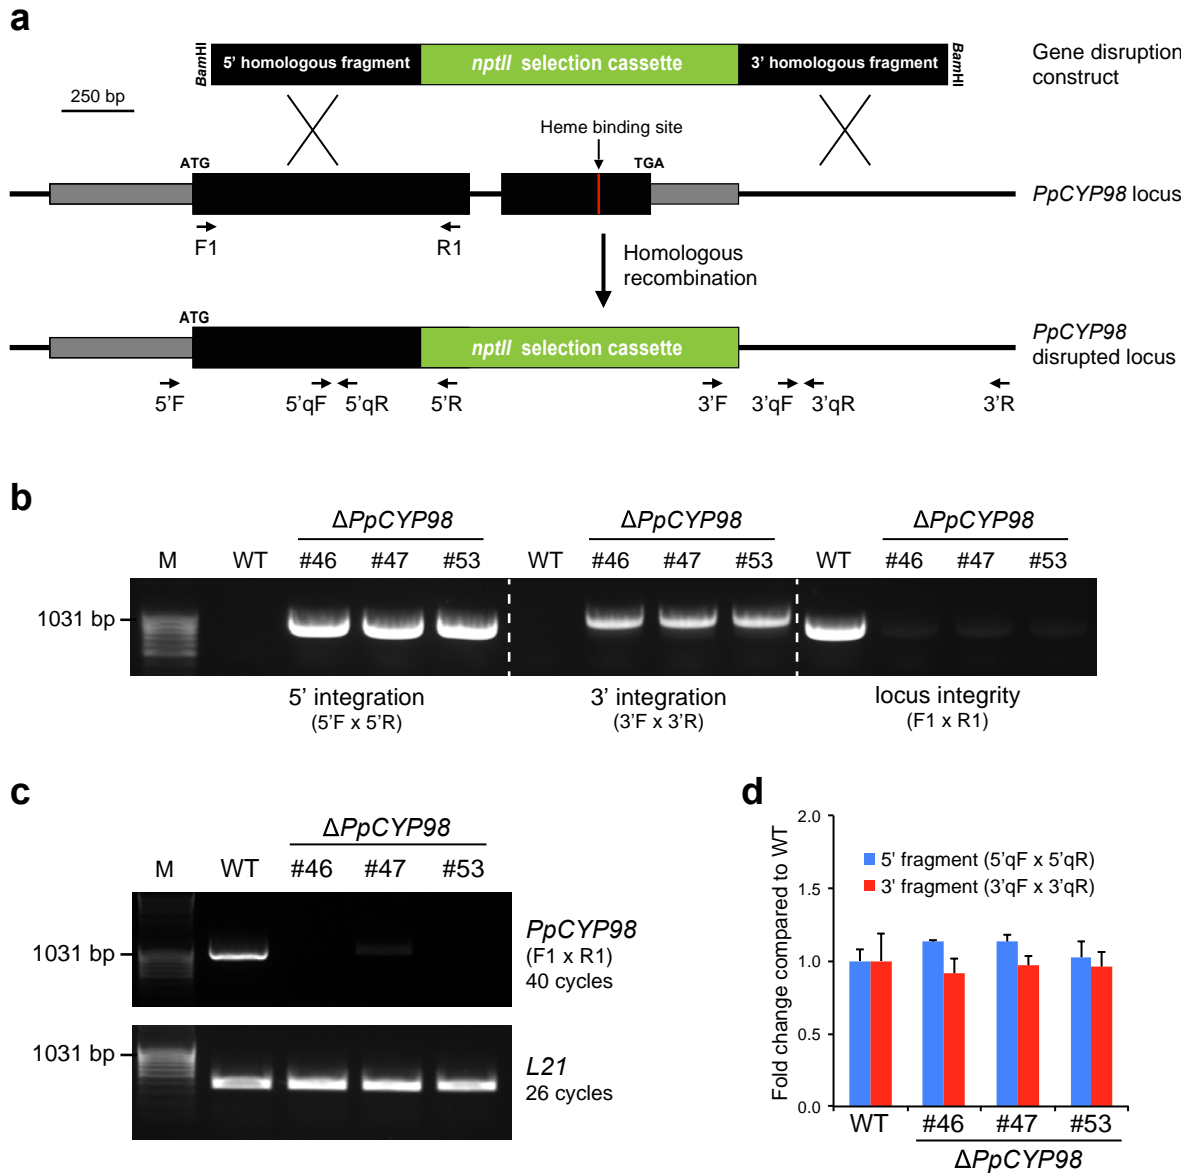 a
BamHI
5' homologous fragment
nptII selection cassette
3' homologous fragment
BamHI
Gene disruption
construct
250 bp
Heme binding site
ATG
TGA
PpCYP98 locus
F1
R1
Homologous
recombination
ATG
nptII selection cassette
PpCYP98
disrupted locus
5'F
5'qF
5'qR
5'R
3'F
3'qF
3'qR
3'R
b
ΔPpCYP98
ΔPpCYP98
ΔPpCYP98
M WT #46 #47 #53 WT #46 #47 #53 WT #46 #47 #53
1031 bp
5' integration
(5'F x 5'R)
3' integration
(3'F x 3'R)
locus integrity
(F1 x R1)
c
ΔPpCYP98
M WT #46 #47 #53
1031 bp
PpCYP98
(F1 x R1)
40 cycles
1031 bp
L21
26 cycles
d
Fold change compared to WT
2.0
1.5
1.0
0.5
0.0
5' fragment (5'qF x 5'qR)
3' fragment (3'qF x 3'qR)
WT #46 #47 #53
ΔPpCYP98